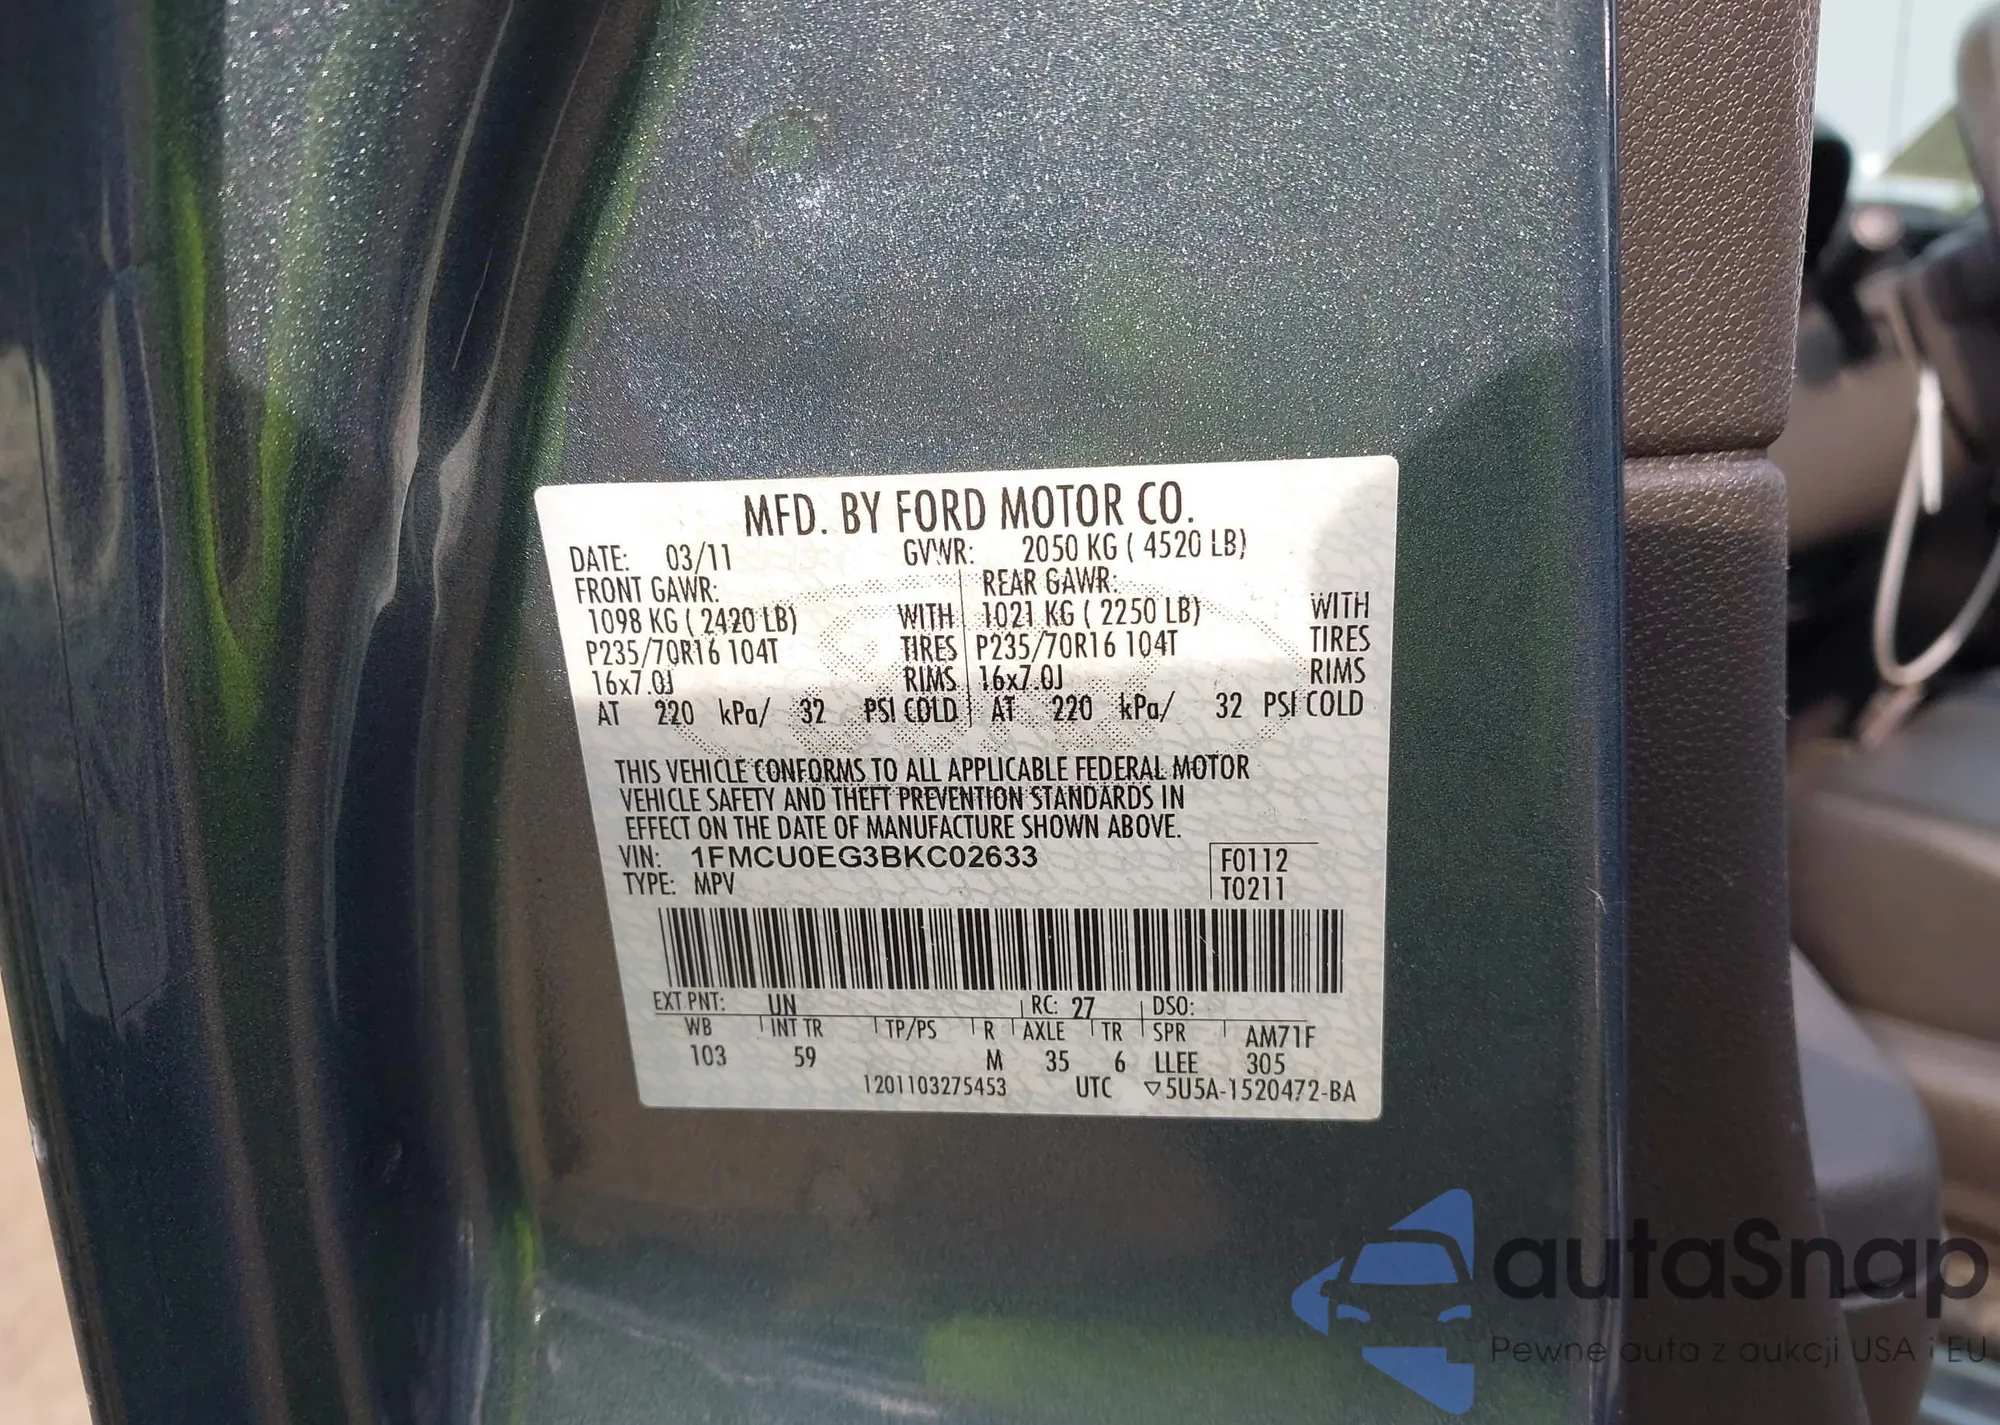 MFD. BY FORD MOTOR CO.
DATE: 03/11 GVWR: 2050 KG ( 4520 LB)
FRONT GAWR: REAR GAWR:
1098 KG ( 2420 LB) WITH 1021 KG ( 2250 LB) WITH
P235/70R16 104T TIRES P235/70R16 104T TIRES
16x7.0J RIMS 16x7.0J RIMS
AT 220 kPa/ 32 PSI COLD AT 220 kPa/ 32 PSI COLD
THIS VEHICLE CONFORMS TO ALL APPLICABLE FEDERAL MOTOR
VEHICLE SAFETY AND THEFT PREVENTION STANDARDS IN
EFFECT ON THE DATE OF MANUFACTURE SHOWN ABOVE.
VIN: 1FMCU0EG3BKC02633 F0112
TYPE: MPV T0211
EXT PNT: UN RC: 27 DSO:
WB INT TR TP/PS R AXLE TR SPR AM71F
103 59 M 35 6 LLEE 305
1201103275453 UTC ▽5U5A-1520472-BA
autaSnap
Pewne auta z aukcji USA i EU